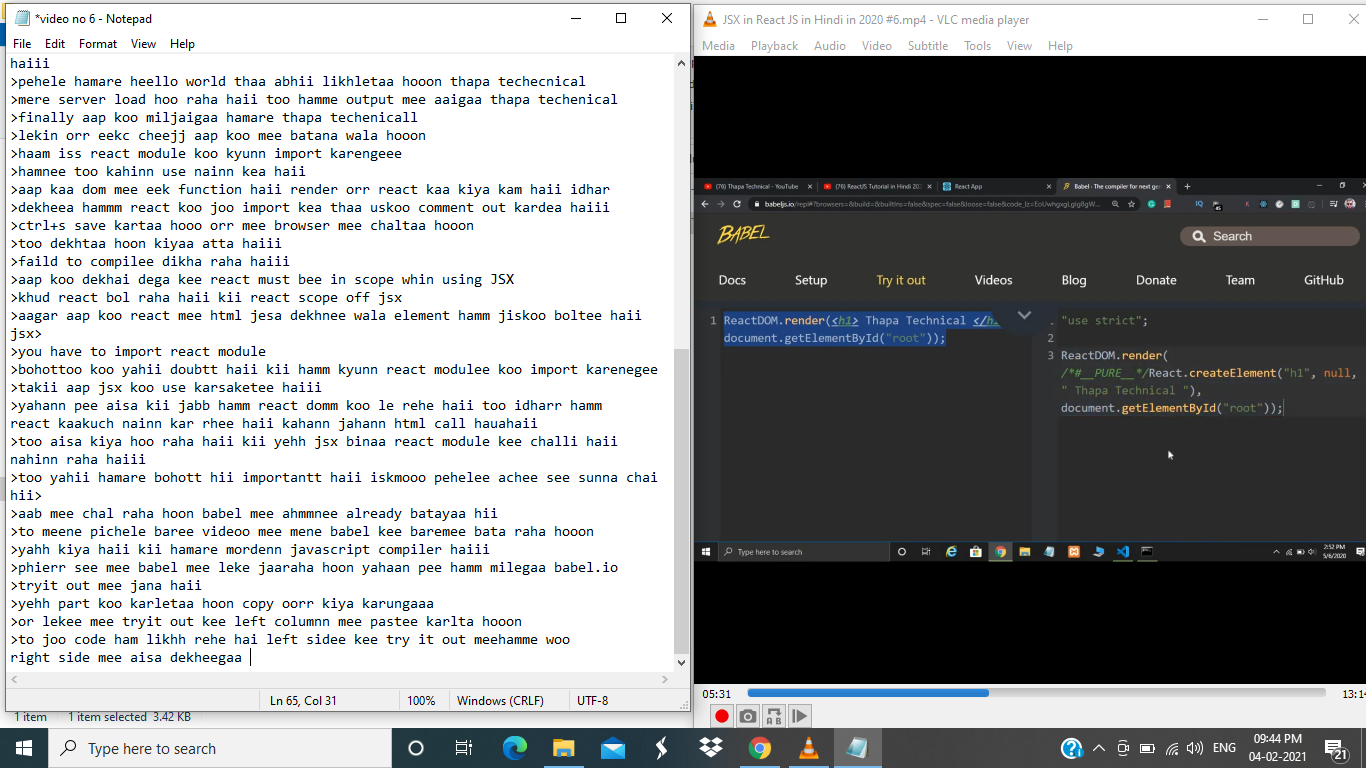 *video no 6 - Notepad
File Edit Format View Help
haiii
>pehele hamare heello world thaa abhii likhletaa hooon thapa techecnical
>mere server load hoo raha haii too hamme output mee aaigaa thapa techenical
>finally aap koo miljaigaa hamare thapa techenicall
>lekin orr eekc cheejj aap koo mee batana wala hooon
>haam iss react module koo kyunn import karengeee
>hamnee too kahinn use nainn kea haii
>aap kaa dom mee eek function haii render orr react kaa kiya kam haii idhar
>dekheea hammm react koo joo import kea thaa uskoo comment out kardea haiii
>ctrl+s save kartaa hooo orr mee browser mee chaltaa hooon
>too dekhtaa hoon kiyaa atta haiii
>faild to compilee dikha raha haiii
>aap koo dekhai dega kee react must bee in scope whin using JSX
>khud react bol raha haii kii react scope off jsx
>aagar aap koo react mee html jesa dekhnee wala element hamm jiskoo boltee haii
jsx>
>you have to import react module
>bohottoo koo yahii doubtt haii kii hamm kyunn react modulee koo import karenegee
>takii aap jsx koo use karsaketee haiii
>yahann pee aisa kii jabb hamm react domm koo le rehe haii too idharr hamm
react kaakuch nainn kar rhee haii kahann jahann html call hauahaii
>too aisa kiya hoo raha haii kii yehh jsx binaa react module kee challi haii
nahinn raha haiii
>too yahii hamare bohott hii importantt haii iskmooo pehelee achee see sunna chai
hii>
>aab mee chal raha hoon babel mee ahmmnee already batayaa hii
>to meene pichele baree videoo mee mene babel kee baremee bata raha hooon
>yahh kiya haii kii hamare mordenn javascript compiler haiii
>phierr see mee babel mee leke jaaraha hoon yahaan pee hamm milegaa babel.io
>tryit out mee jana haii
>yehh part koo karletaa hoon copy oorr kiya karungaaa
>or lekee mee tryit out kee left columnn mee pastee karlta hooon
>to joo code ham likhh rehe hai left sidee kee try it out meehamme woo
right side mee aisa dekheegaa
Ln 65, Col 31 100% Windows (CRLF) UTF-8
1 item 1 item selected 3.42 KB
JSX in React JS in Hindi in 2020 #6.mp4 - VLC media player
Media Playback Audio Video Subtitle Tools View Help
(76) Thapa Technical - YouTube (76) ReactJS Tutorial in Hindi 202 React App Babel · The compiler for next ger
BABEL
Search
Docs Setup Try it out Videos Blog Donate Team GitHub
1 ReactDOM.render(<h1> Thapa Technical </h
document.getElementById("root"));
"use strict";
2
3 ReactDOM.render(
/*#__PURE__*/React.createElement("h1", null,
" Thapa Technical "),
document.getElementById("root"));
Type here to search
2:52 PM
5/6/2020
05:31 13:14
Type here to search
ENG
09:44 PM
04-02-2021
21